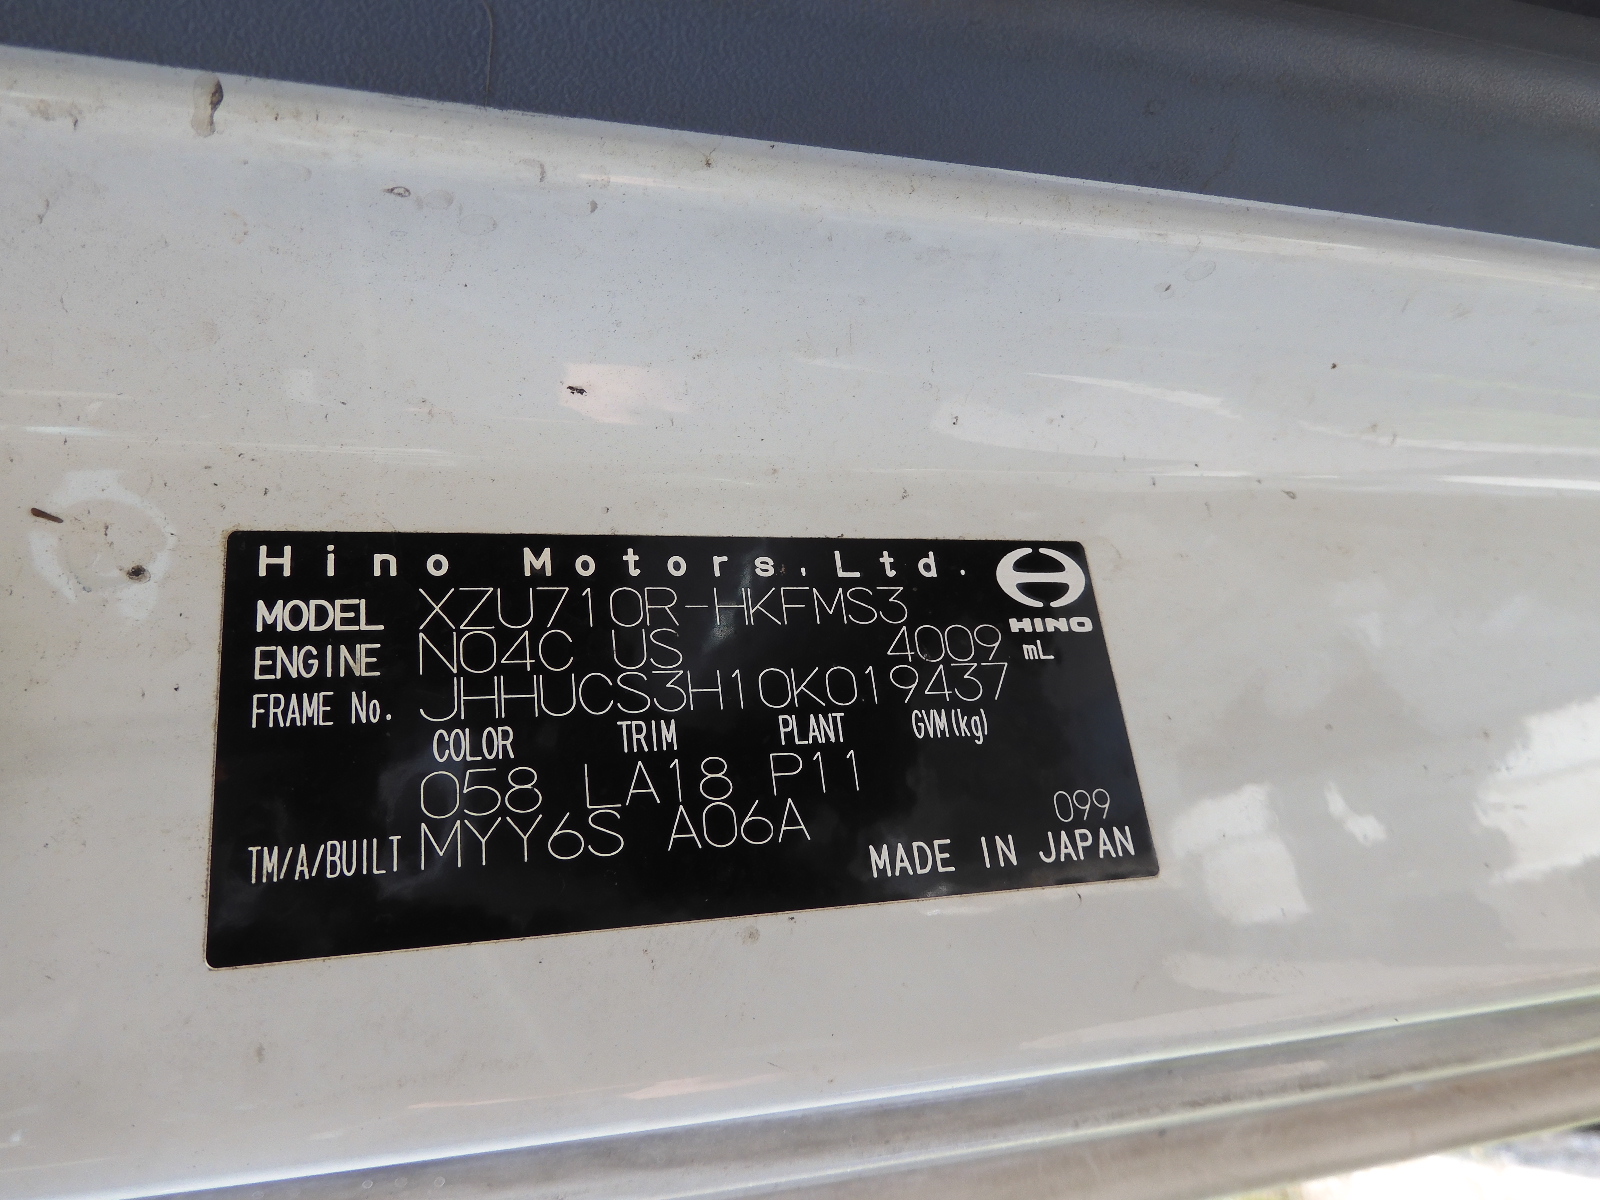 Hino Motors, Ltd.
HINO
MODEL XZU710R-HKFMS3
ENGINE N04C US 4009 mL
FRAME No. JHHUCS3H10K019437
COLOR TRIM PLANT GVM(kg)
058 LA18 P11
TM/A/BUILT MYY6S A06A
099
MADE IN JAPAN